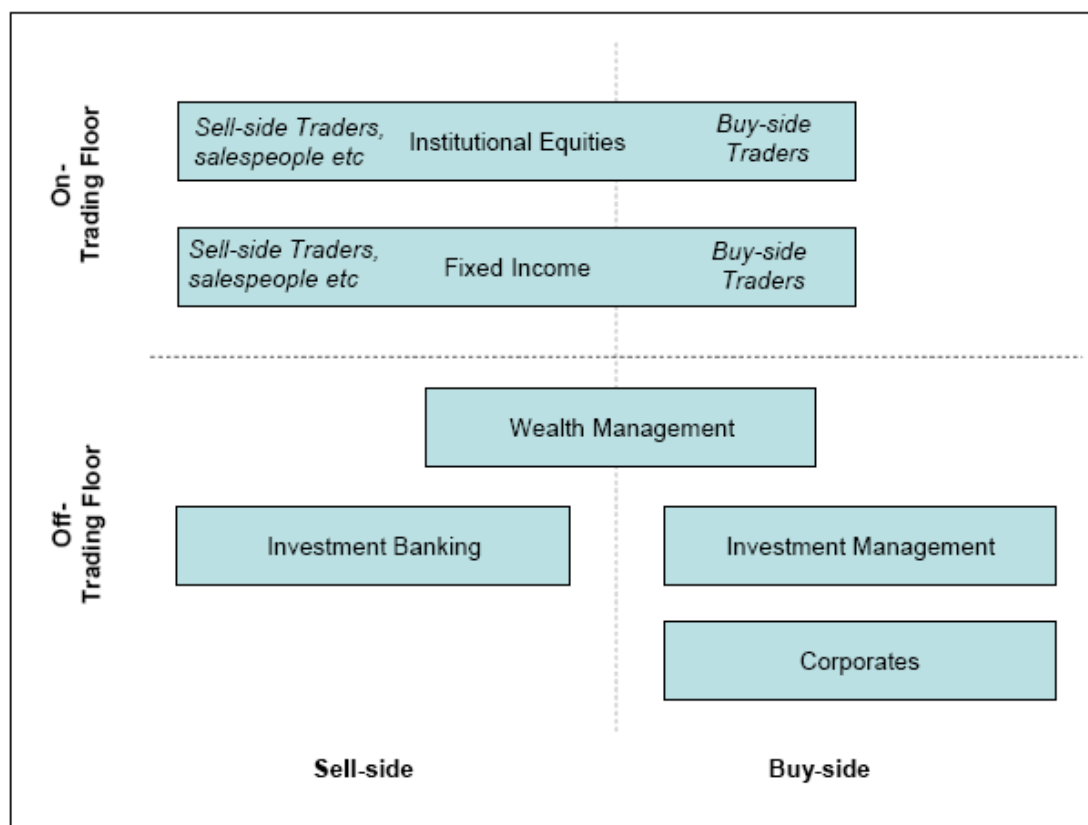 On-
Trading Floor
Sell-side Traders,
salespeople etc
Institutional Equities
Buy-side
Traders
Sell-side Traders,
salespeople etc
Fixed Income
Buy-side
Traders
Off-
Trading Floor
Wealth Management
Investment Banking
Investment Management
Corporates
Sell-side
Buy-side